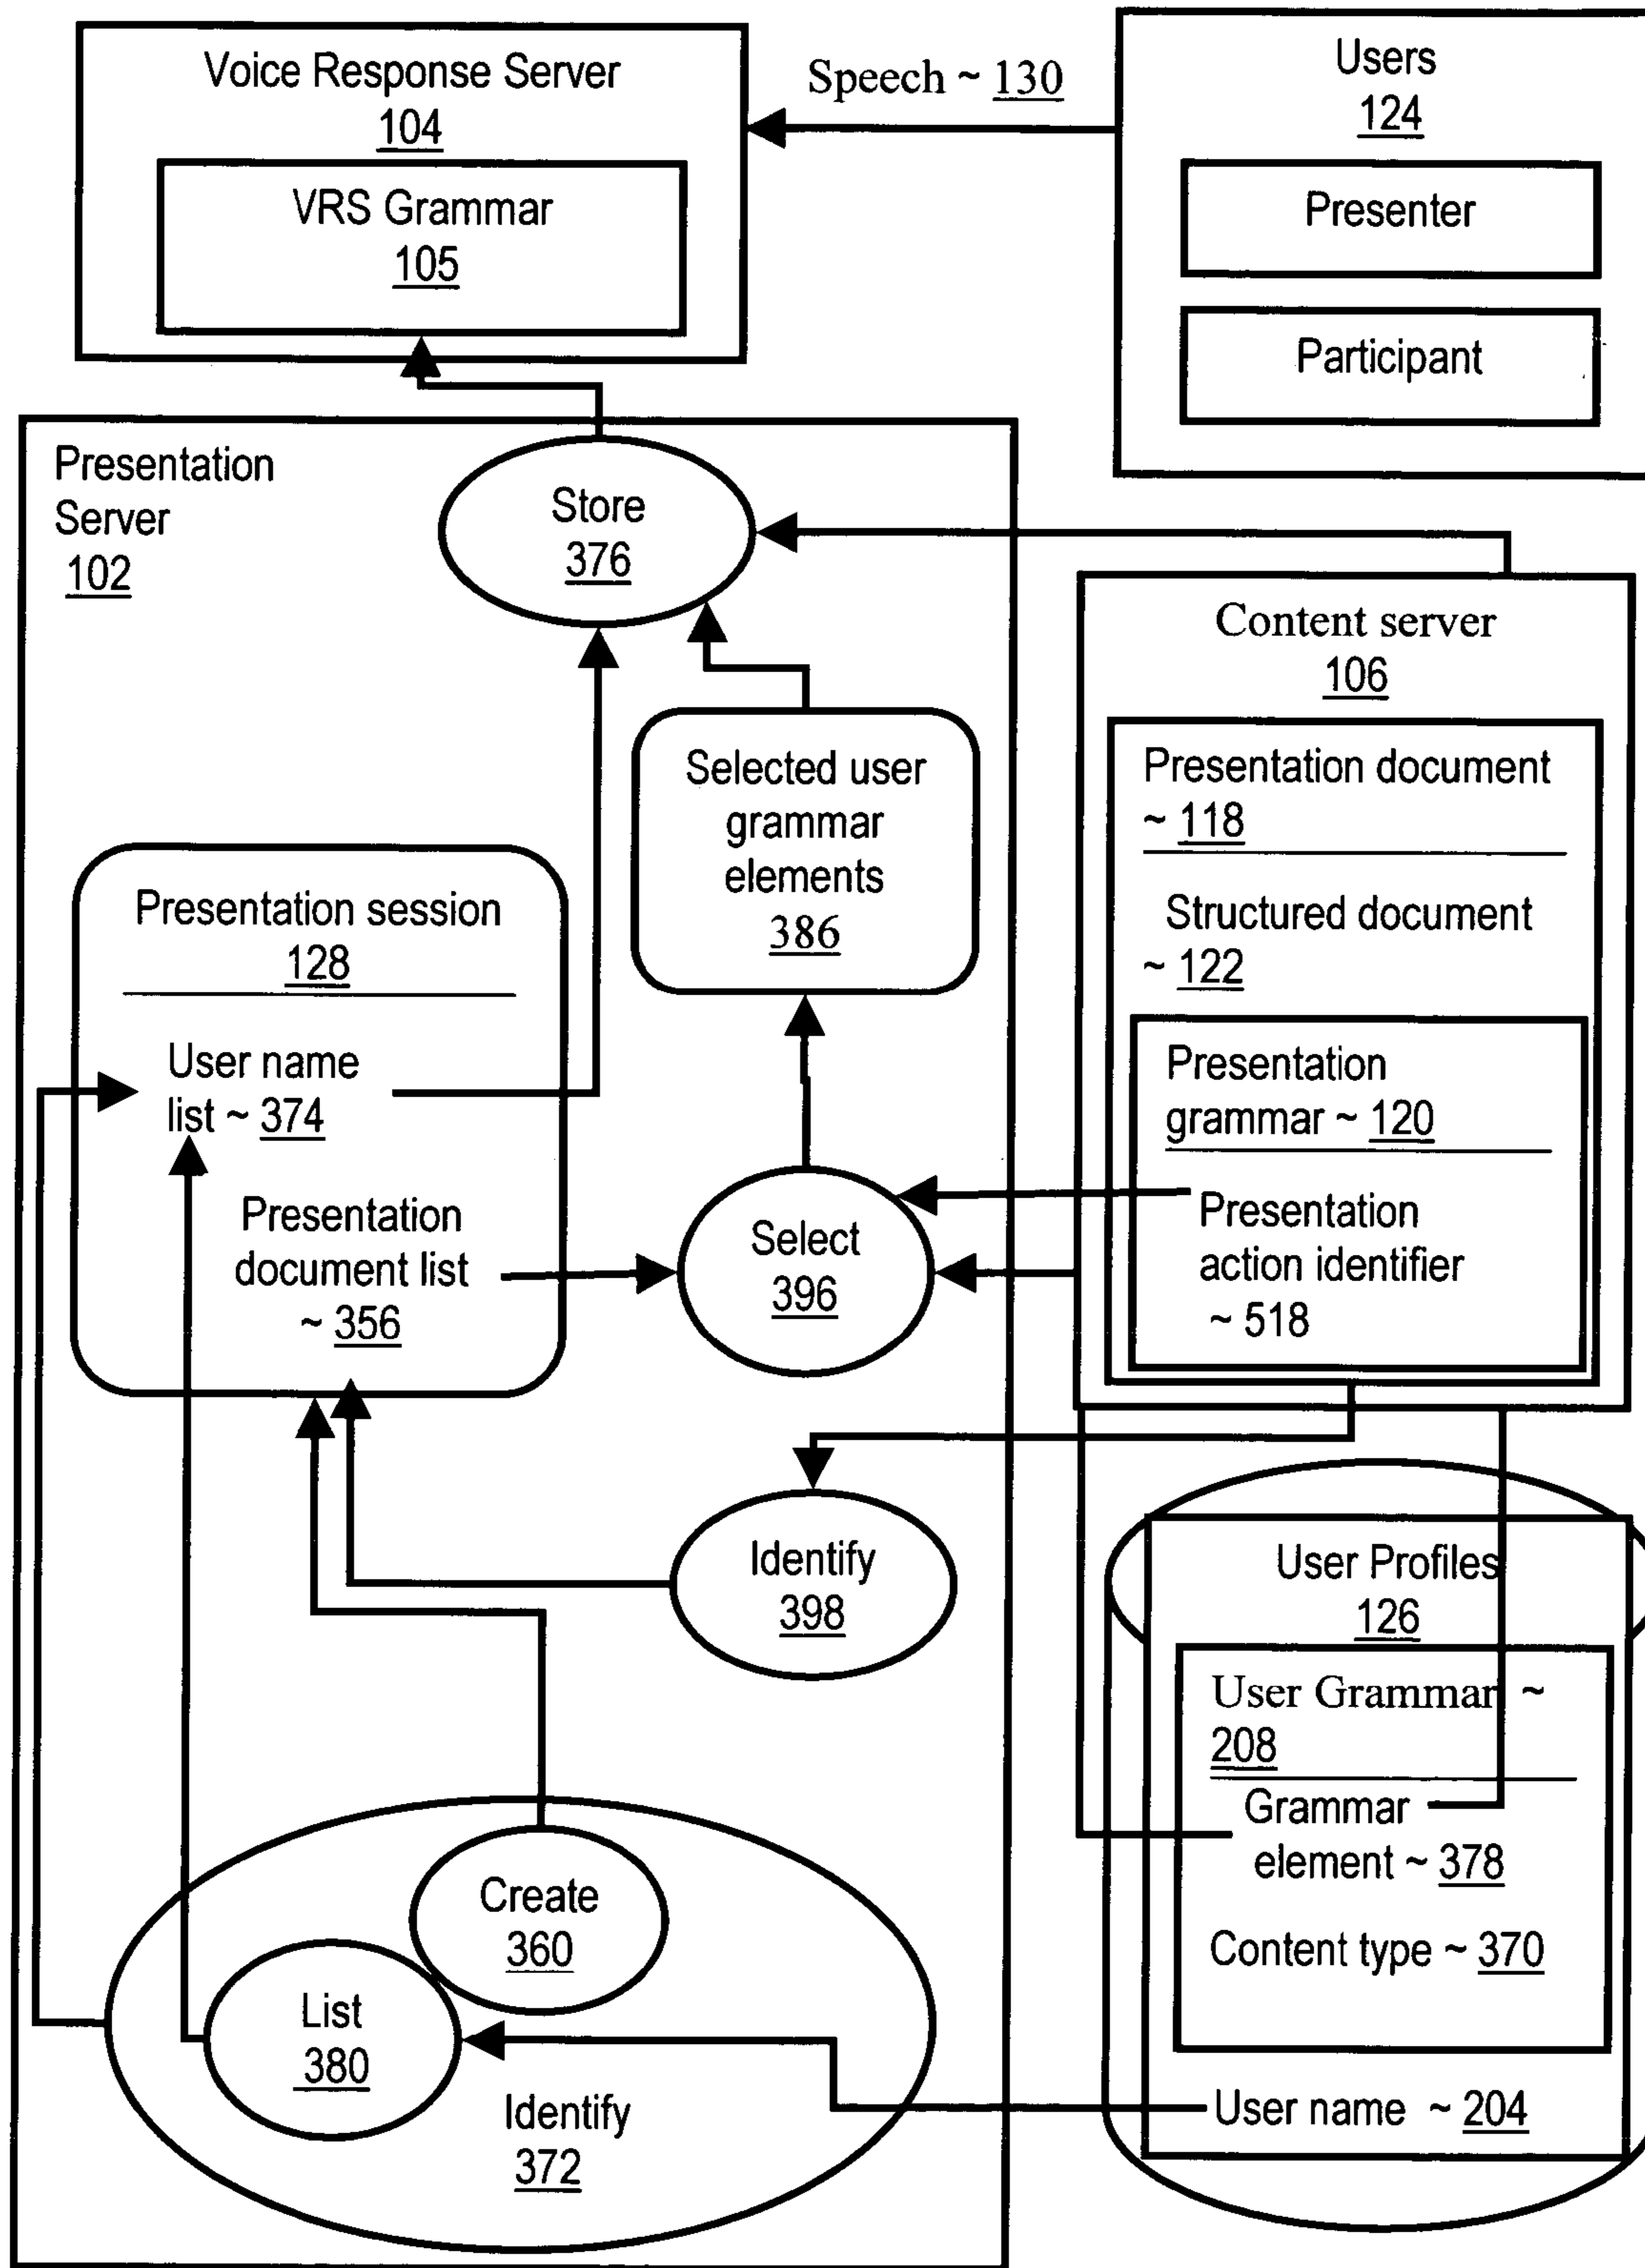 Voice Response Server
104
VRS Grammar
105
Speech ~ 130
Users
124
Presenter
Participant
Presentation
Server
102
Store
376
Selected user
grammar
elements
386
Presentation session
128
User name
list ~ 374
Presentation
document list
~ 356
Select
396
Identify
398
Create
360
List
380
Identify
372
Content server
106
Presentation document
~ 118
Structured document
~ 122
Presentation
grammar ~ 120
Presentation
action identifier
~ 518
User Profiles
126
User Grammar ~
208
Grammar
element ~ 378
Content type ~ 370
User name ~ 204